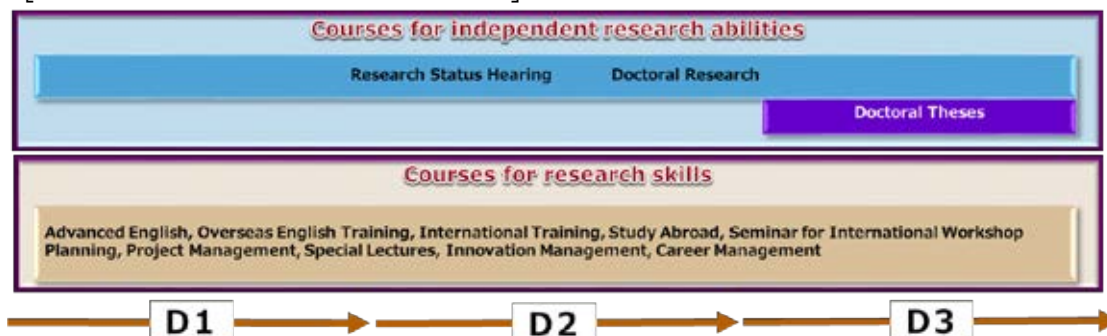 Courses for independent research abilities
Research Status Hearing Doctoral Research
Doctoral Theses
Courses for research skills
Advanced English, Overseas English Training, International Training, Study Abroad, Seminar for International Workshop
Planning, Project Management, Special Lectures, Innovation Management, Career Management
D1 D2 D3